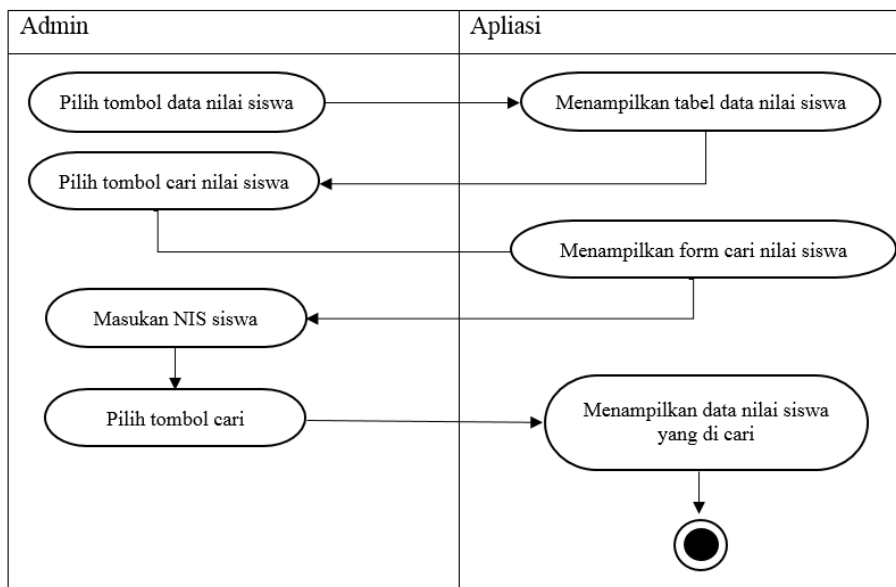 Admin
Apliasi
Pilih tombol data nilai siswa
Menampilkan tabel data nilai siswa
Pilih tombol cari nilai siswa
Menampilkan form cari nilai siswa
Masukan NIS siswa
Pilih tombol cari
Menampilkan data nilai siswa
yang di cari